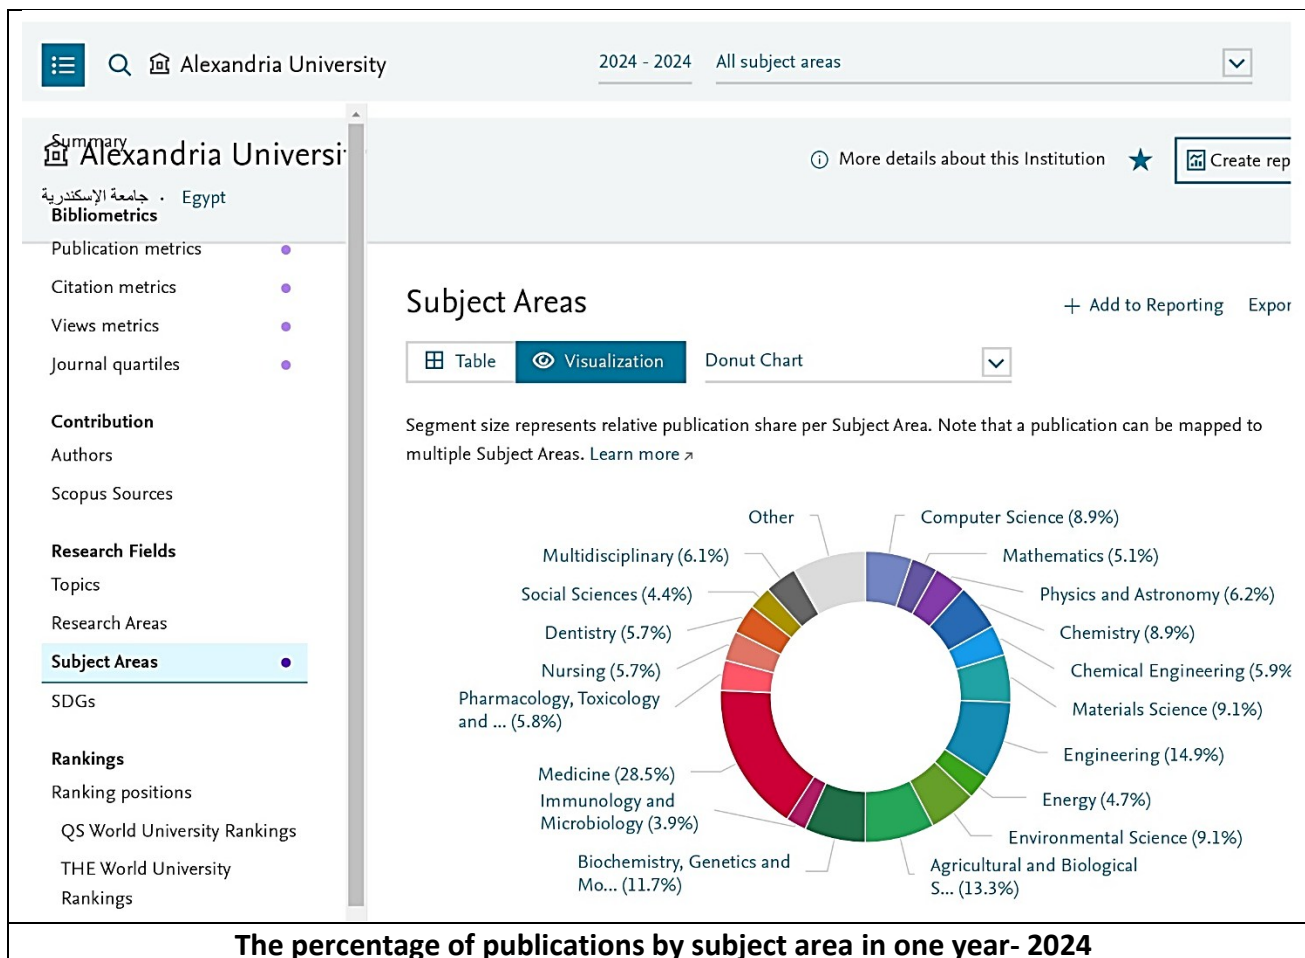 Alexandria University
2024 - 2024
All subject areas
Summary
Alexandria Universi
More details about this Institution
Create rep
جامعة الإسكندرية · Egypt
Bibliometrics
Publication metrics
Citation metrics
Views metrics
Journal quartiles
Contribution
Authors
Scopus Sources
Research Fields
Topics
Research Areas
Subject Areas
SDGs
Rankings
Ranking positions
QS World University Rankings
THE World University
Rankings
Subject Areas
+ Add to Reporting
Expor
Table
Visualization
Donut Chart
Segment size represents relative publication share per Subject Area. Note that a publication can be mapped to
multiple Subject Areas. Learn more ↗
Other
Computer Science (8.9%)
Multidisciplinary (6.1%)
Mathematics (5.1%)
Social Sciences (4.4%)
Physics and Astronomy (6.2%)
Dentistry (5.7%)
Chemistry (8.9%)
Nursing (5.7%)
Chemical Engineering (5.9%
Pharmacology, Toxicology
and ... (5.8%)
Materials Science (9.1%)
Engineering (14.9%)
Medicine (28.5%)
Energy (4.7%)
Immunology and
Microbiology (3.9%)
Environmental Science (9.1%)
Biochemistry, Genetics and
Mo... (11.7%)
Agricultural and Biological
S... (13.3%)
The percentage of publications by subject area in one year- 2024